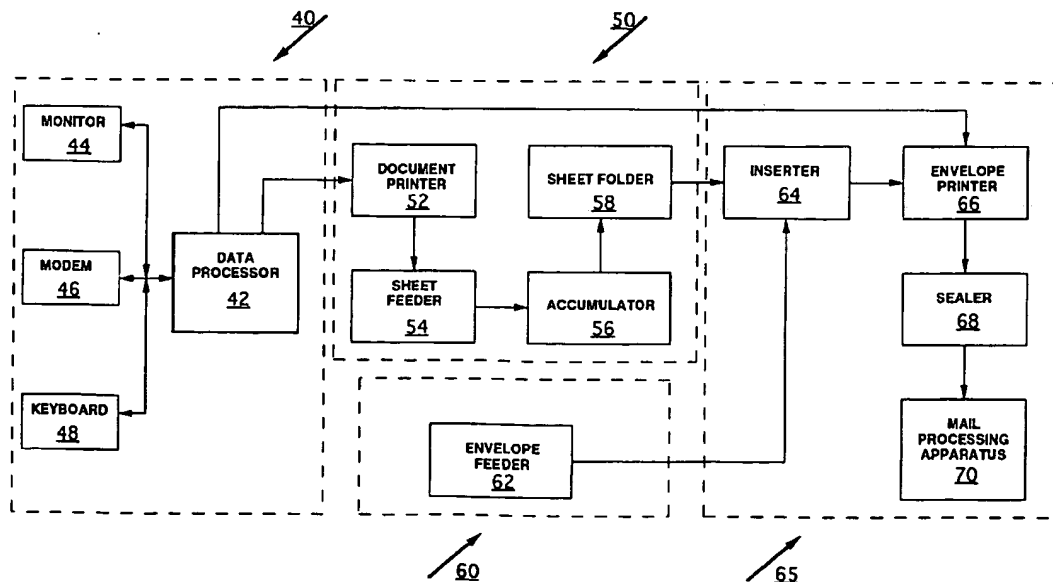 40
50
MONITOR
44
MODEM
46
KEYBOARD
48
DATA
PROCESSOR
42
DOCUMENT
PRINTER
52
SHEET
FEEDER
54
ACCUMULATOR
56
SHEET FOLDER
58
ENVELOPE
FEEDER
62
INSERTER
64
ENVELOPE
PRINTER
66
SEALER
68
MAIL
PROCESSING
APPARATUS
70
60
65